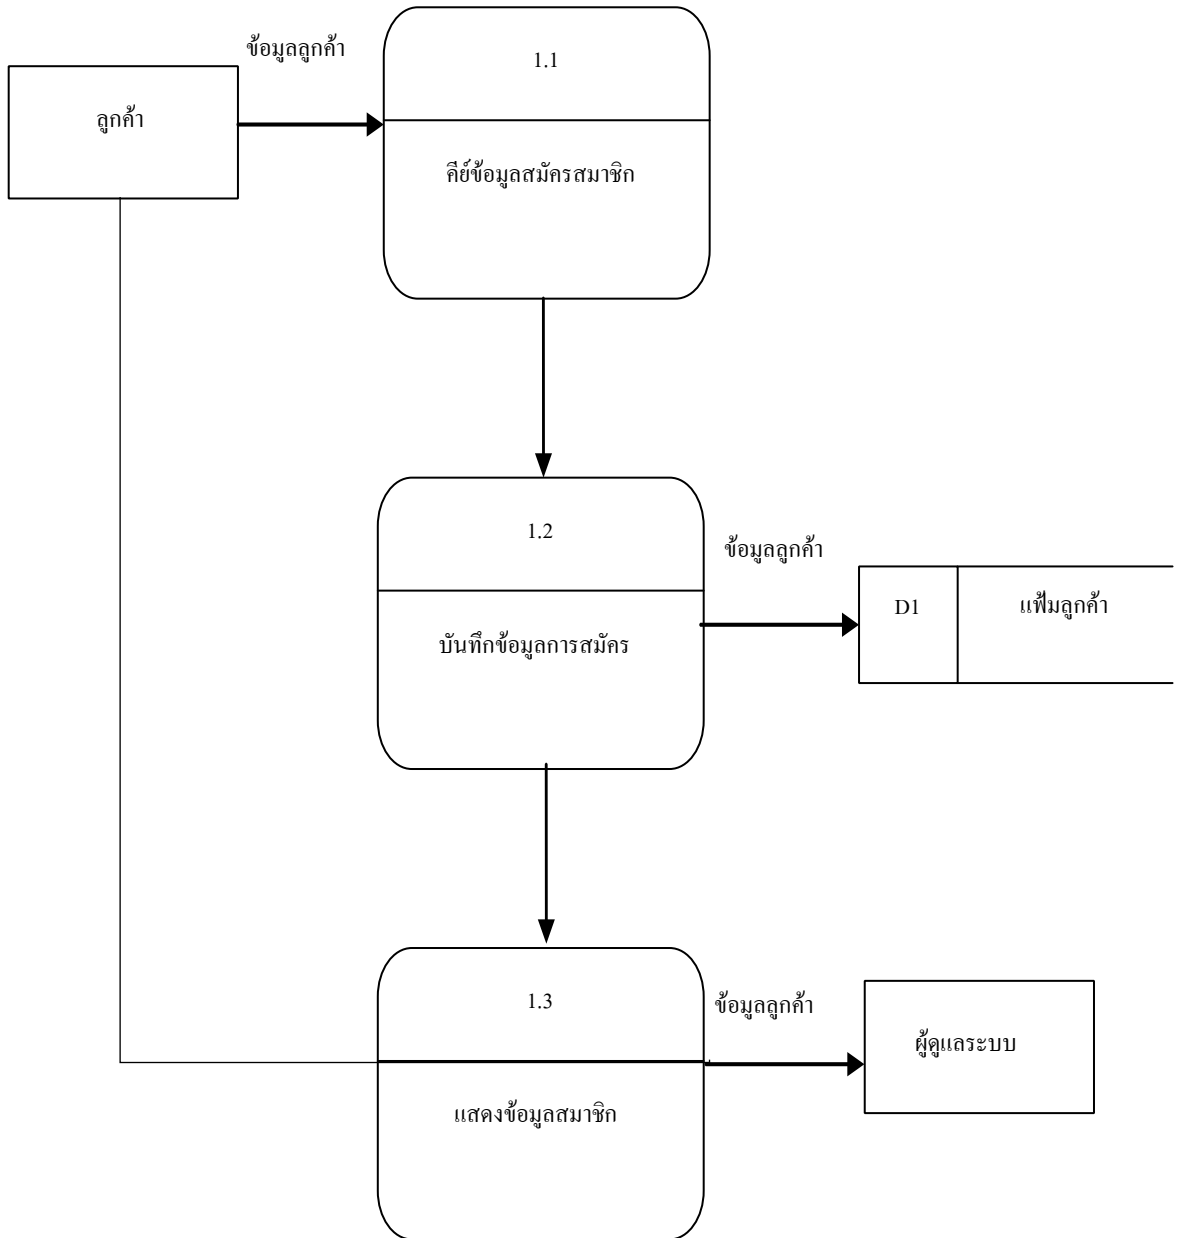 ข้อมูลลูกค้า
1.1
ลูกค้า
คีย์ข้อมูลสมัครสมาชิก
1.2
ข้อมูลลูกค้า
D1
แฟ้มลูกค้า
บันทึกข้อมูลการสมัคร
1.3
ข้อมูลลูกค้า
ผู้ดูแลระบบ
แสดงข้อมูลสมาชิก